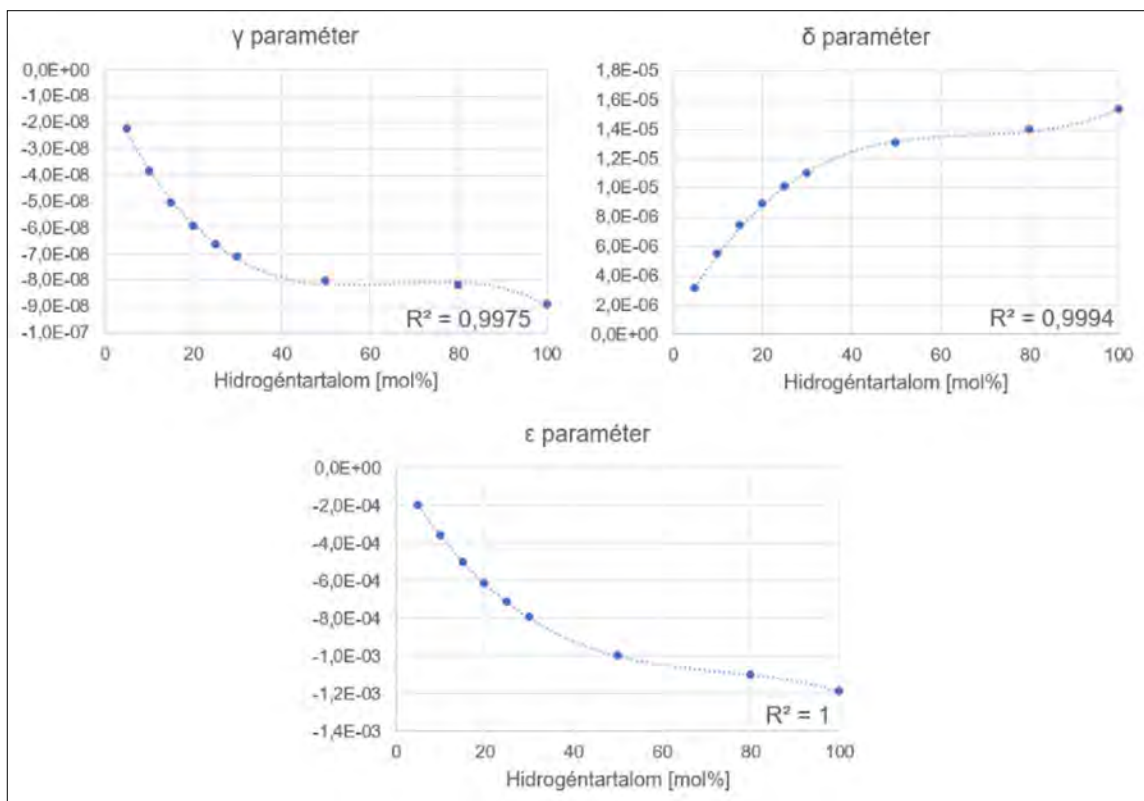 γ paraméter
0,0E+00
-1,0E-08
-2,0E-08
-3,0E-08
-4,0E-08
-5,0E-08
-6,0E-08
-7,0E-08
-8,0E-08
-9,0E-08
-1,0E-07
R² = 0,9975
0 20 40 60 80 100
Hidrogéntartalom [mol%]
δ paraméter
1,8E-05
1,6E-05
1,4E-05
1,2E-05
1,0E-05
8,0E-06
6,0E-06
4,0E-06
2,0E-06
0,0E+00
R² = 0,9994
0 20 40 60 80 100
Hidrogéntartalom [mol%]
ε paraméter
0,0E+00
-2,0E-04
-4,0E-04
-6,0E-04
-8,0E-04
-1,0E-03
-1,2E-03
-1,4E-03
R² = 1
0 20 40 60 80 100
Hidrogéntartalom [mol%]